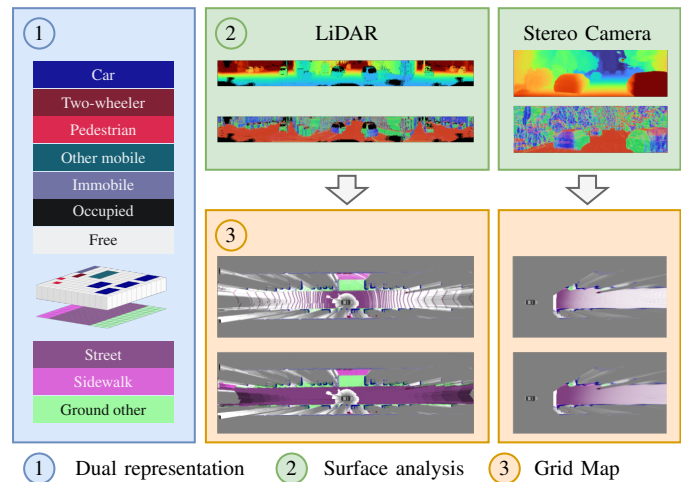 1
Car
Two-wheeler
Pedestrian
Other mobile
Immobile
Occupied
Free
Street
Sidewalk
Ground other
2
LiDAR
Stereo Camera
3
1 Dual representation 2 Surface analysis 3 Grid Map